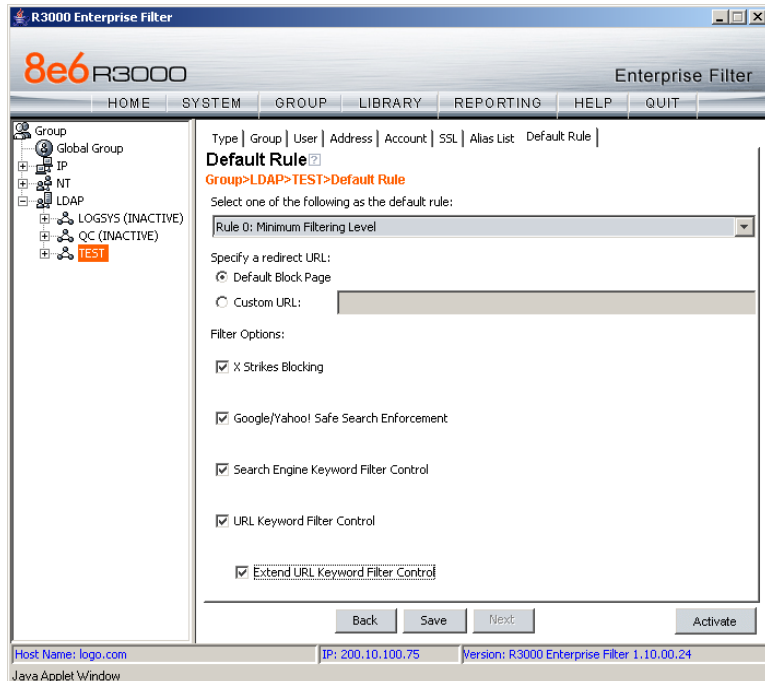 R3000 Enterprise Filter
8e6 R3000
Enterprise Filter
HOME SYSTEM GROUP LIBRARY REPORTING HELP QUIT
Group
Global Group
IP
NT
LDAP
LOGSYS (INACTIVE)
QC (INACTIVE)
TEST
Type | Group | User | Address | Account | SSL | Alias List Default Rule |
Default Rule ?
Group>LDAP>TEST>Default Rule
Select one of the following as the default rule:
Rule 0: Minimum Filtering Level
Specify a redirect URL:
Default Block Page
Custom URL:
Filter Options:
X Strikes Blocking
Google/Yahoo! Safe Search Enforcement
Search Engine Keyword Filter Control
URL Keyword Filter Control
Extend URL Keyword Filter Control
Back Save Next Activate
Host Name: logo.com IP: 200.10.100.75 Version: R3000 Enterprise Filter 1.10.00.24
Java Applet Window